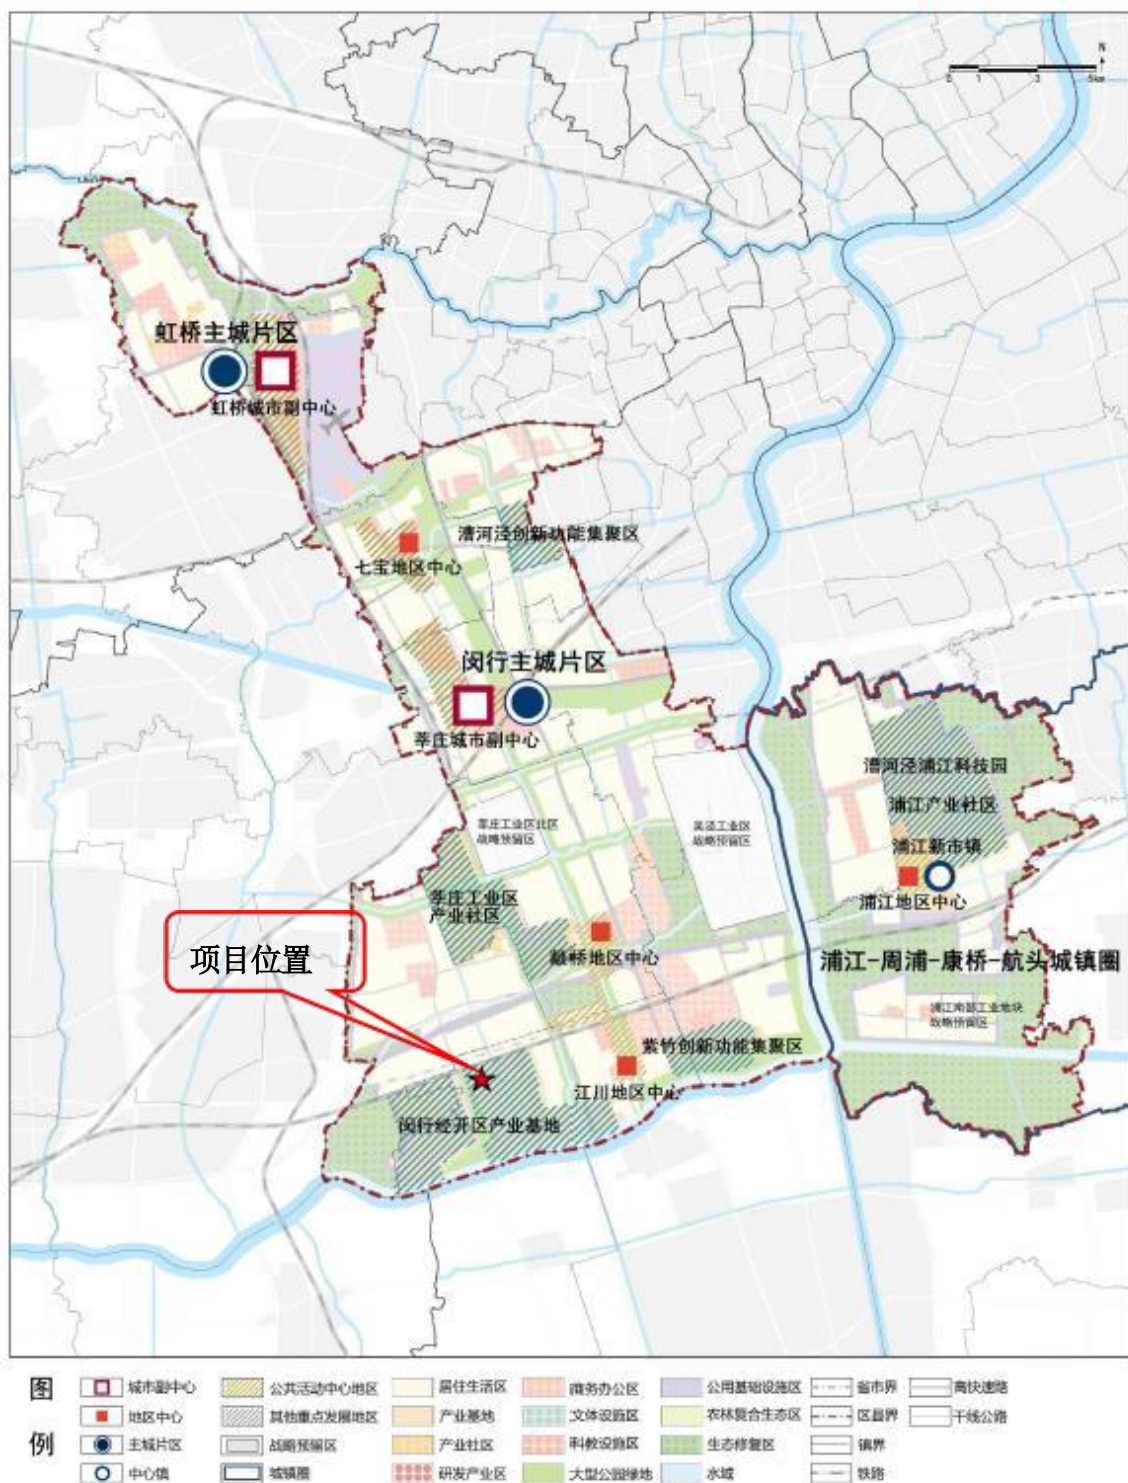 N
0 1 3 5km
虹桥主城片区
虹桥城市副中心
漕河泾创新功能集聚区
七宝地区中心
闵行主城片区
莘庄城市副中心
漕河泾浦江科技园
浦江产业社区
莘庄工业区北区
战略预留区
吴泾工业区
战略预留区
浦江新市镇
浦江地区中心
莘庄工业区
产业社区
项目位置
颛桥地区中心
浦江-周浦-康桥-航头城镇圈
浦江南部工业地块
战略预留区
紫竹创新功能集聚区
江川地区中心
闵行经开区产业基地
图例
城市副中心 公共活动中心地区 居住生活区 商务办公区 公用基础设施区 省市界 高快速路
地区中心 其他重点发展地区 产业基地 文体设施区 农林复合生态区 区县界 干线公路
主城片区 战略预留区 产业社区 科教设施区 生态修复区 镇界
中心镇 城镇圈 研发产业区 大型公园绿地 水域 铁路